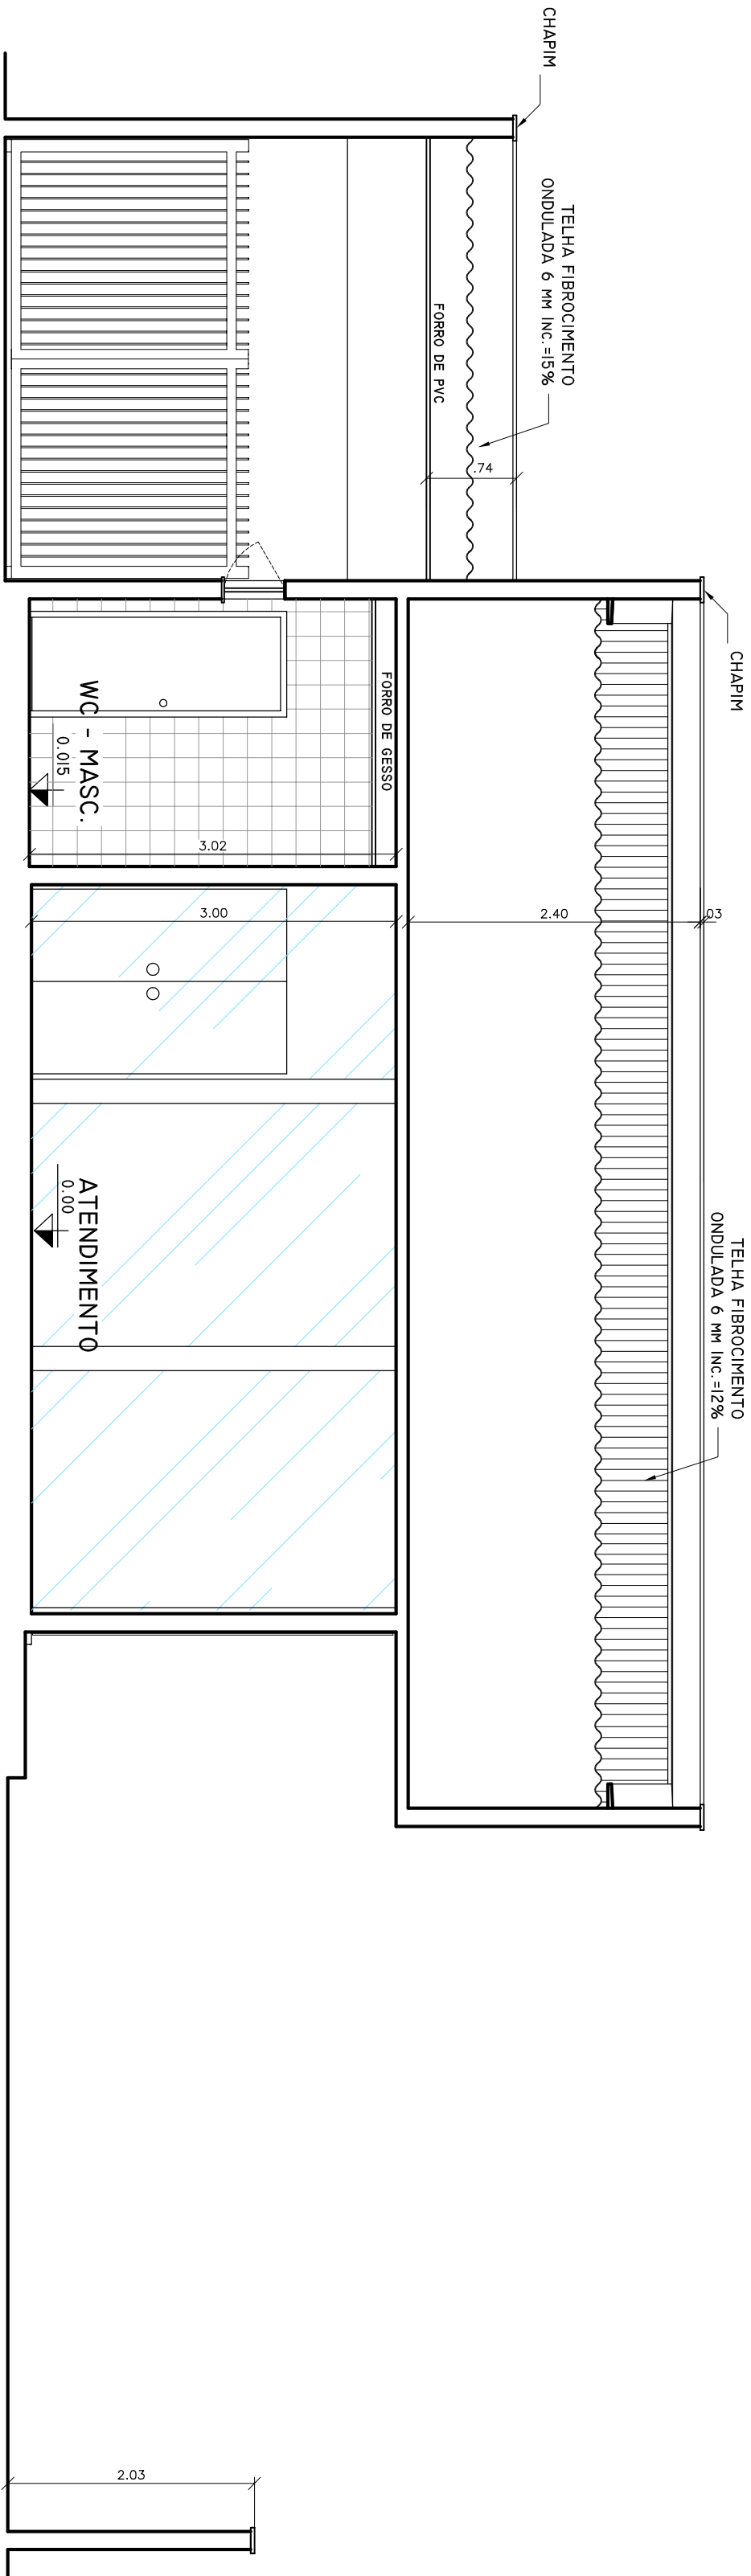 CHAPIM
TELHA FIBROCIMENTO
ONDULADA 6 MM INC.=15%
FORRO DE PVC
.74
CHAPIM
FORRO DE GESSO
WC - MASC.
0.015
3.02
3.00
2.40
.03
ATENDIMENTO
0.00
TELHA FIBROCIMENTO
ONDULADA 6 MM INC.=12%
2.03